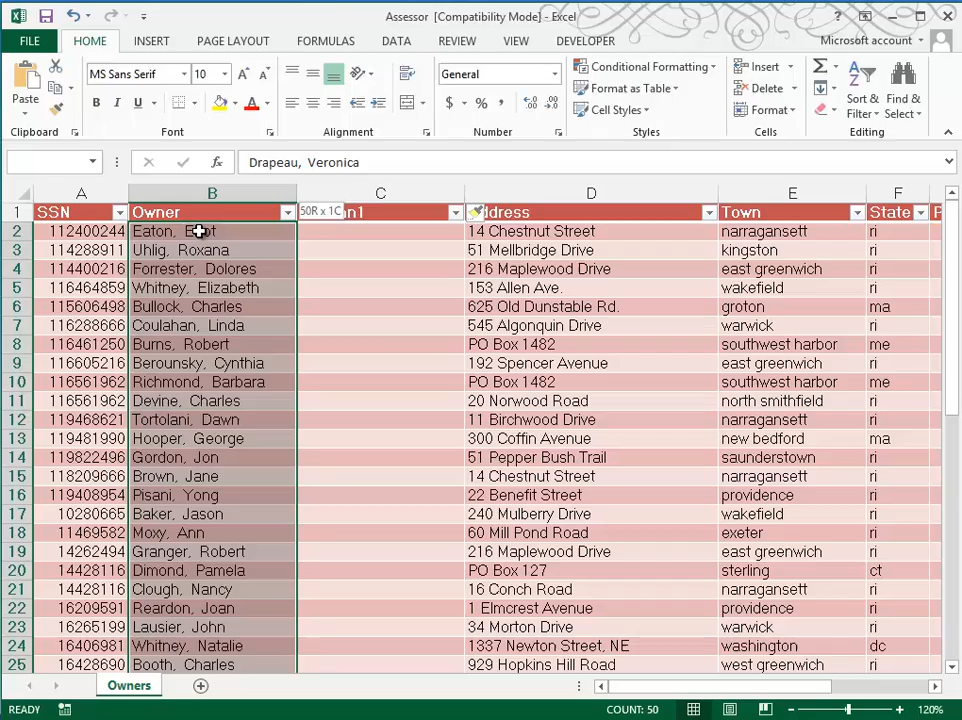 Assessor [Compatibility Mode] - Excel
FILE HOME INSERT PAGE LAYOUT FORMULAS DATA REVIEW VIEW DEVELOPER Microsoft account
Paste MS Sans Serif 10 General Conditional Formatting Insert
B I U A $ % , Format as Table Delete Sort & Find &
Cell Styles Format Filter Select
Clipboard Font Alignment Number Styles Cells Editing
fx Drapeau, Veronica
A B C D E F
1 SSN Owner 50R x 1C Address Town State
2 112400244 Eaton, 14 Chestnut Street narragansett ri
3 114288911 Uhlig, Roxana 51 Mellbridge Drive kingston ri
4 114400216 Forrester, Dolores 216 Maplewood Drive east greenwich ri
5 116464859 Whitney, Elizabeth 153 Allen Ave. wakefield ri
6 115606498 Bullock, Charles 625 Old Dunstable Rd. groton ma
7 116288666 Coulahan, Linda 545 Algonquin Drive warwick ri
8 116461250 Burns, Robert PO Box 1482 southwest harbor me
9 116605216 Berounsky, Cynthia 192 Spencer Avenue east greenwich ri
10 116561962 Richmond, Barbara PO Box 1482 southwest harbor me
11 116561962 Devine, Charles 20 Norwood Road north smithfield ri
12 119468621 Tortolani, Dawn 11 Birchwood Drive narragansett ri
13 119481990 Hooper, George 300 Coffin Avenue new bedford ma
14 119822496 Gordon, Jon 51 Pepper Bush Trail saunderstown ri
15 118209666 Brown, Jane 14 Chestnut Street narragansett ri
16 119408954 Pisani, Yong 22 Benefit Street providence ri
17 10280665 Baker, Jason 240 Mulberry Drive wakefield ri
18 11469582 Moxy, Ann 60 Mill Pond Road exeter ri
19 14262494 Granger, Robert 216 Maplewood Drive east greenwich ri
20 14428116 Dimond, Pamela PO Box 127 sterling ct
21 14428116 Clough, Nancy 16 Conch Road narragansett ri
22 16209591 Reardon, Joan 1 Elmcrest Avenue providence ri
23 16265199 Lausier, John 34 Morton Drive warwick ri
24 16406981 Whitney, Natalie 1337 Newton Street, NE washington dc
25 16428690 Booth, Charles 929 Hopkins Hill Road west greenwich ri
Owners
READY COUNT: 50 120%